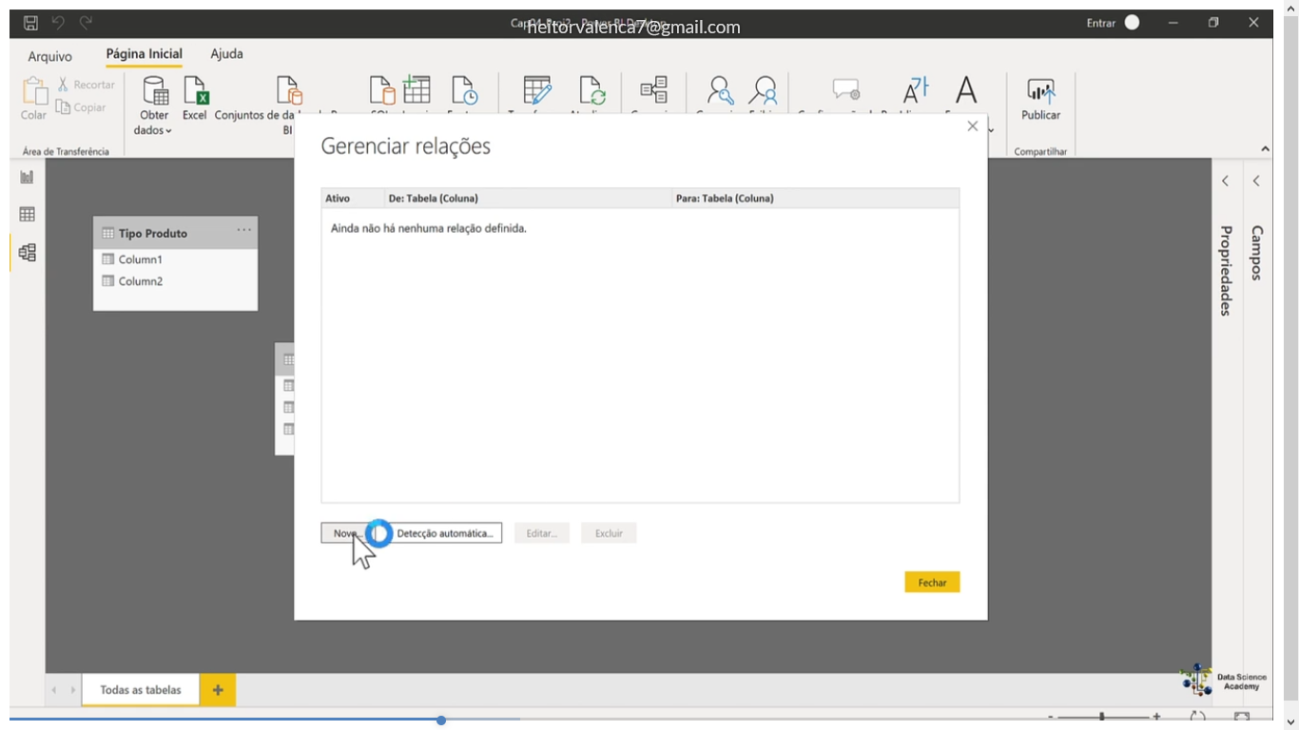 heitorvalenca7@gmail.com
Entrar
Arquivo
Página Inicial
Ajuda
Recortar
Copiar
Colar
Obter
dados
Excel
Conjuntos de da
BI
Publicar
Área de Transferência
Compartilhar
Gerenciar relações
Ativo
De: Tabela (Coluna)
Para: Tabela (Coluna)
Ainda não há nenhuma relação definida.
Tipo Produto
Column1
Column2
Propriedades
Campos
Detecção automática...
Editar...
Excluir
Fechar
Todas as tabelas
Data Science
Academy